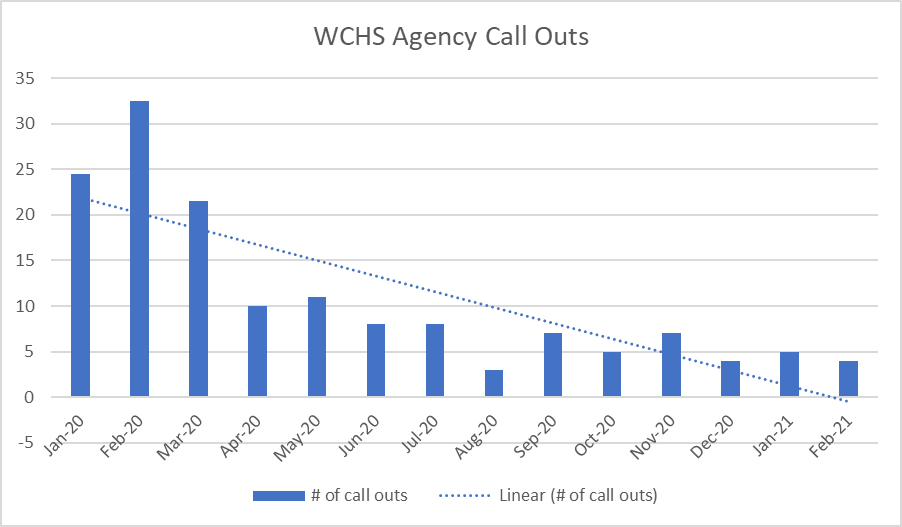 WCHS Agency Call Outs
35
30
25
20
15
10
5
0
-5
Jan-20
Feb-20
Mar-20
Apr-20
May-20
Jun-20
Jul-20
Aug-20
Sep-20
Oct-20
Nov-20
Dec-20
Jan-21
Feb-21
# of call outs
Linear (# of call outs)